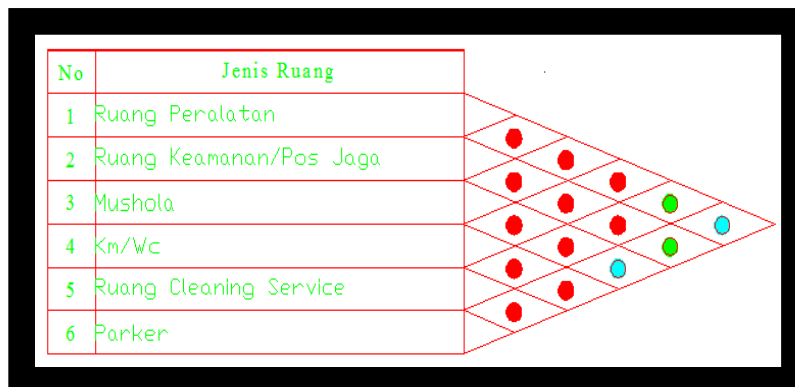 No Jenis Ruang
1 Ruang Peralatan
2 Ruang Keamanan/Pos Jaga
3 Mushola
4 Km/Wc
5 Ruang Cleaning Service
6 Parker